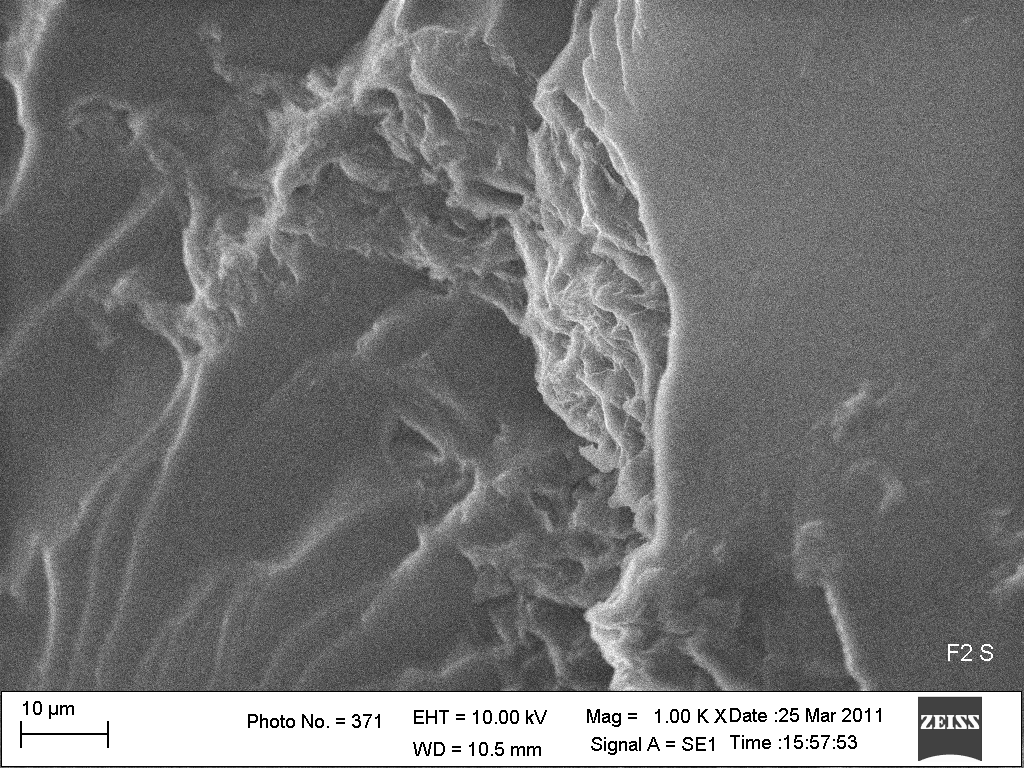 F2 S
10 µm
Photo No. = 371
EHT = 10.00 kV
WD = 10.5 mm
Mag = 1.00 K X
Signal A = SE1
Date :25 Mar 2011
Time :15:57:53
ZEISS